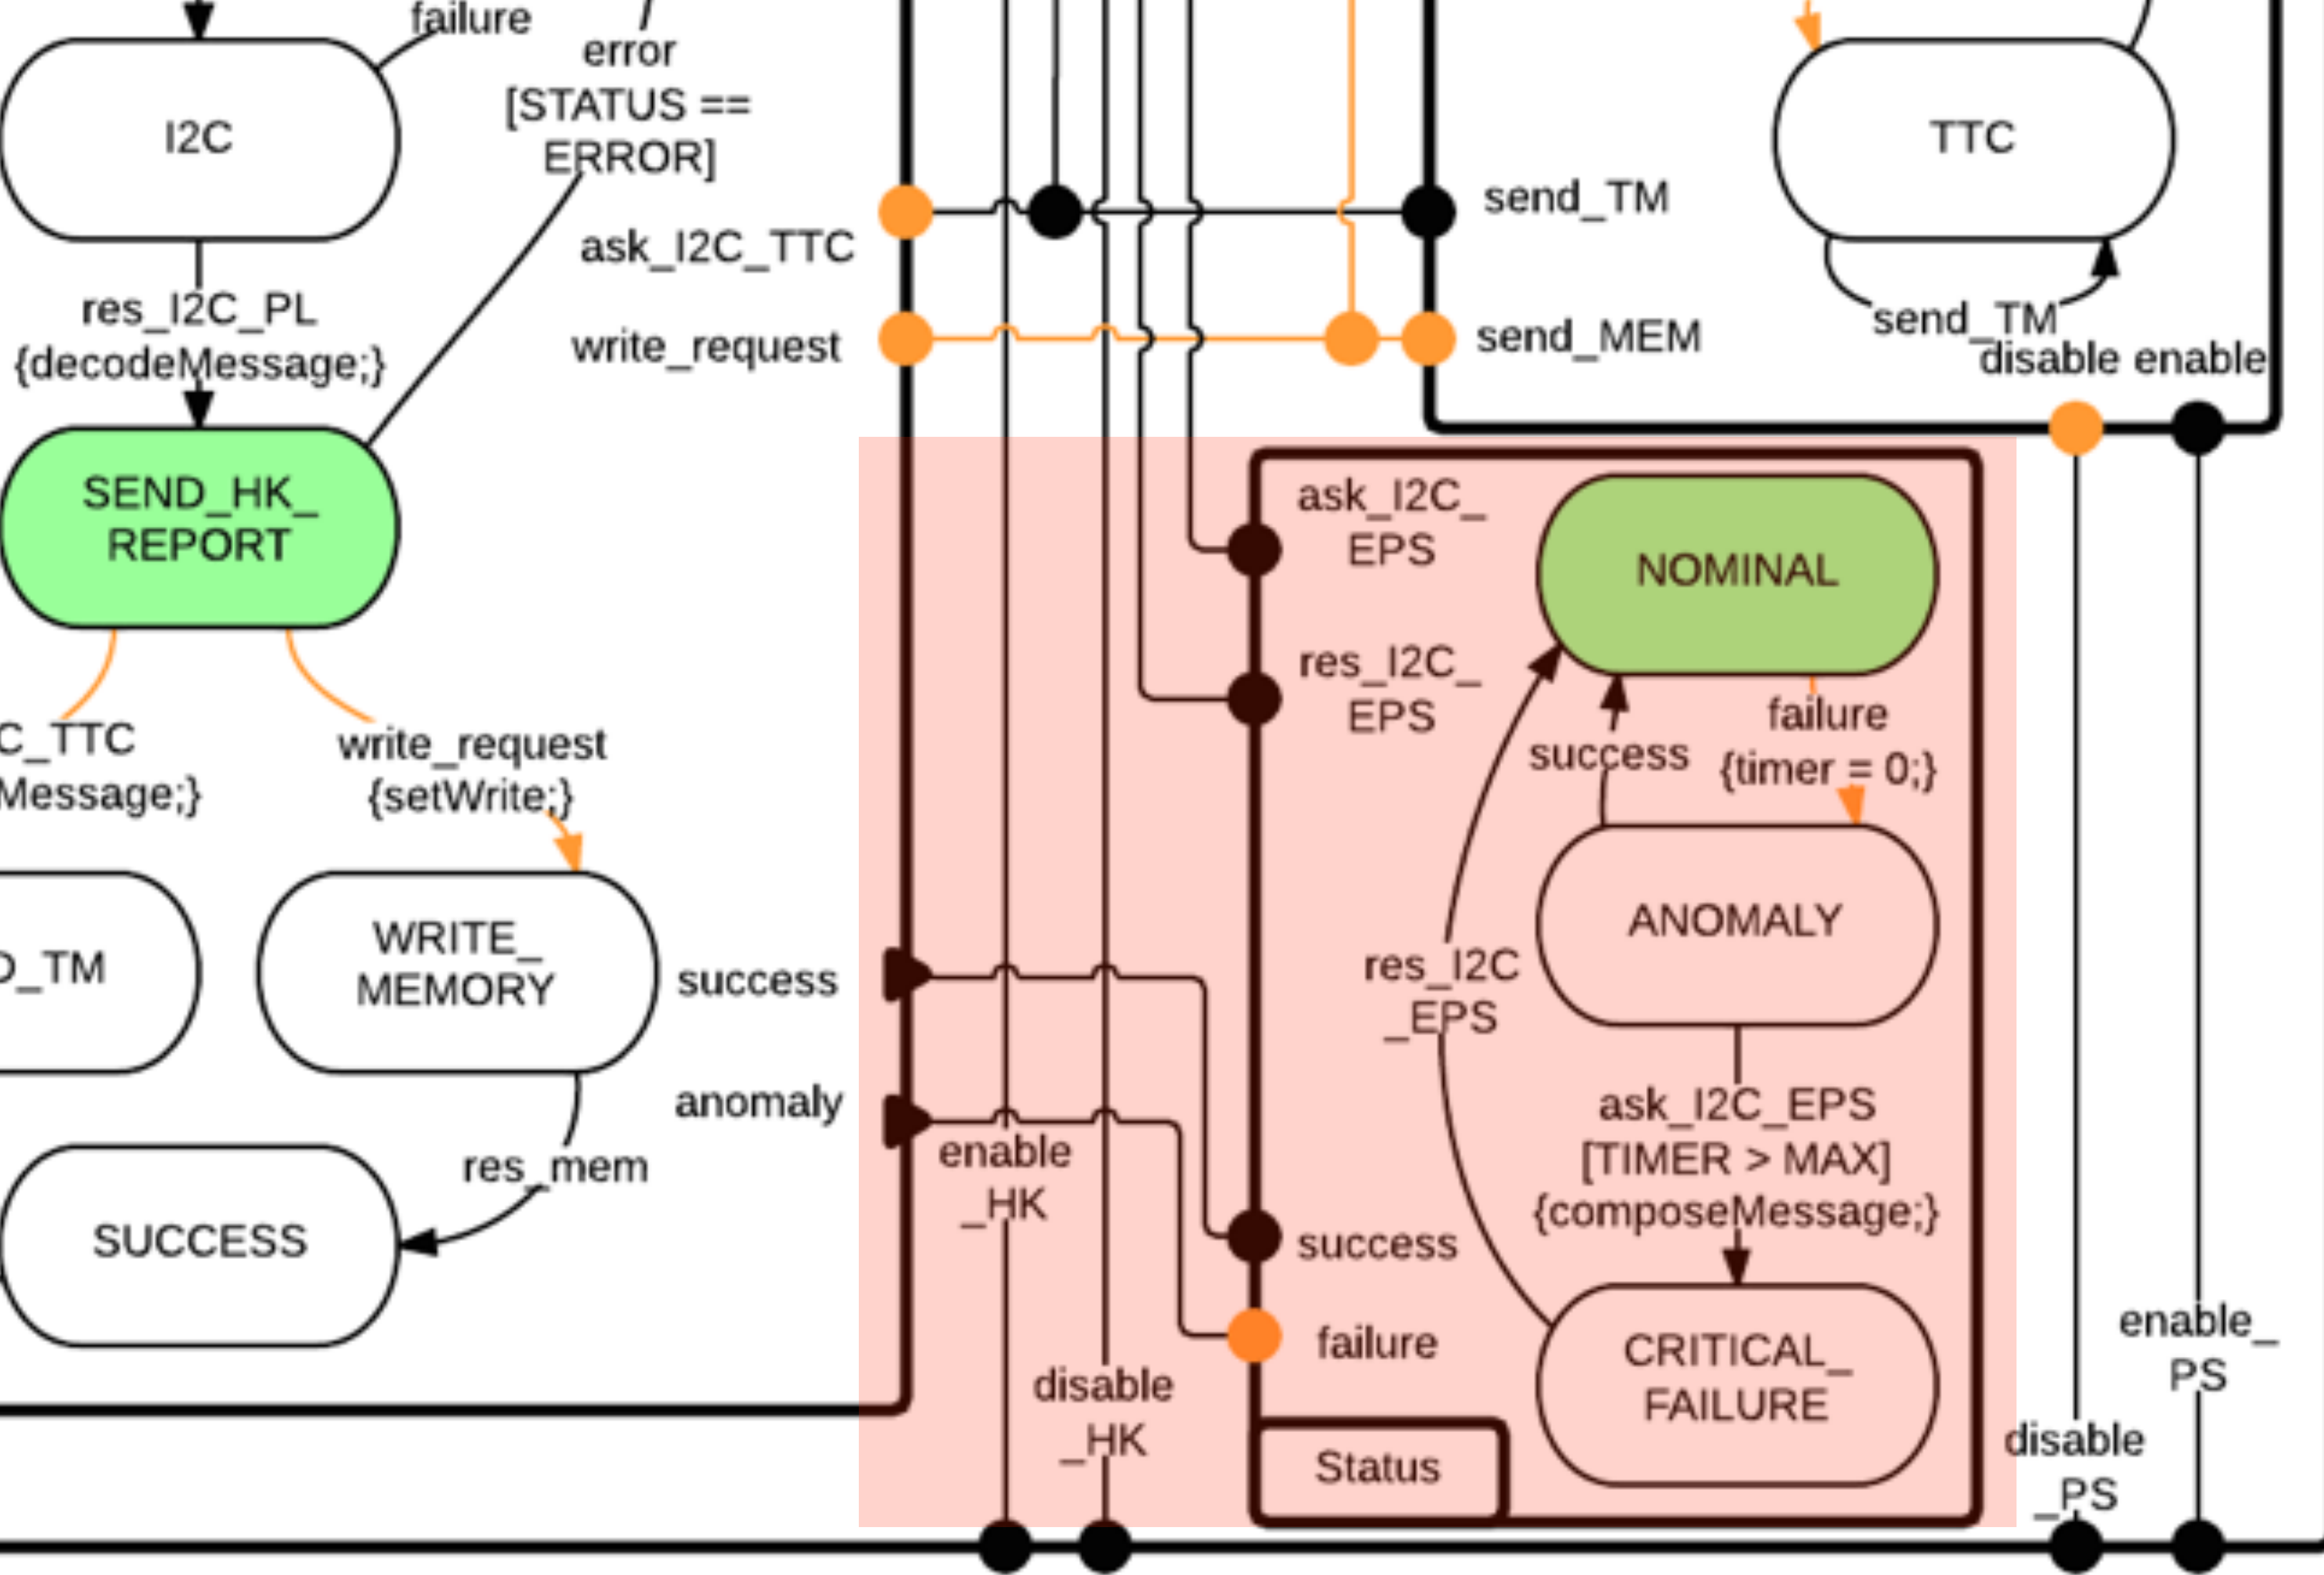 failure
I2C
error
[STATUS ==
ERROR]
res_I2C_PL
{decodeMessage;}
SEND_HK_
REPORT
C_TTC
Message;}
write_request
{setWrite;}
D_TM
WRITE_
MEMORY
res_mem
SUCCESS
ask_I2C_TTC
write_request
success
anomaly
send_TM
send_MEM
TTC
send_TM
disable enable
ask_I2C_
EPS
res_I2C_
EPS
success
failure
Status
NOMINAL
success
failure
{timer = 0;}
ANOMALY
res_I2C
_EPS
ask_I2C_EPS
[TIMER > MAX]
{composeMessage;}
CRITICAL_
FAILURE
enable
_HK
disable
_HK
disable
_PS
enable_
PS